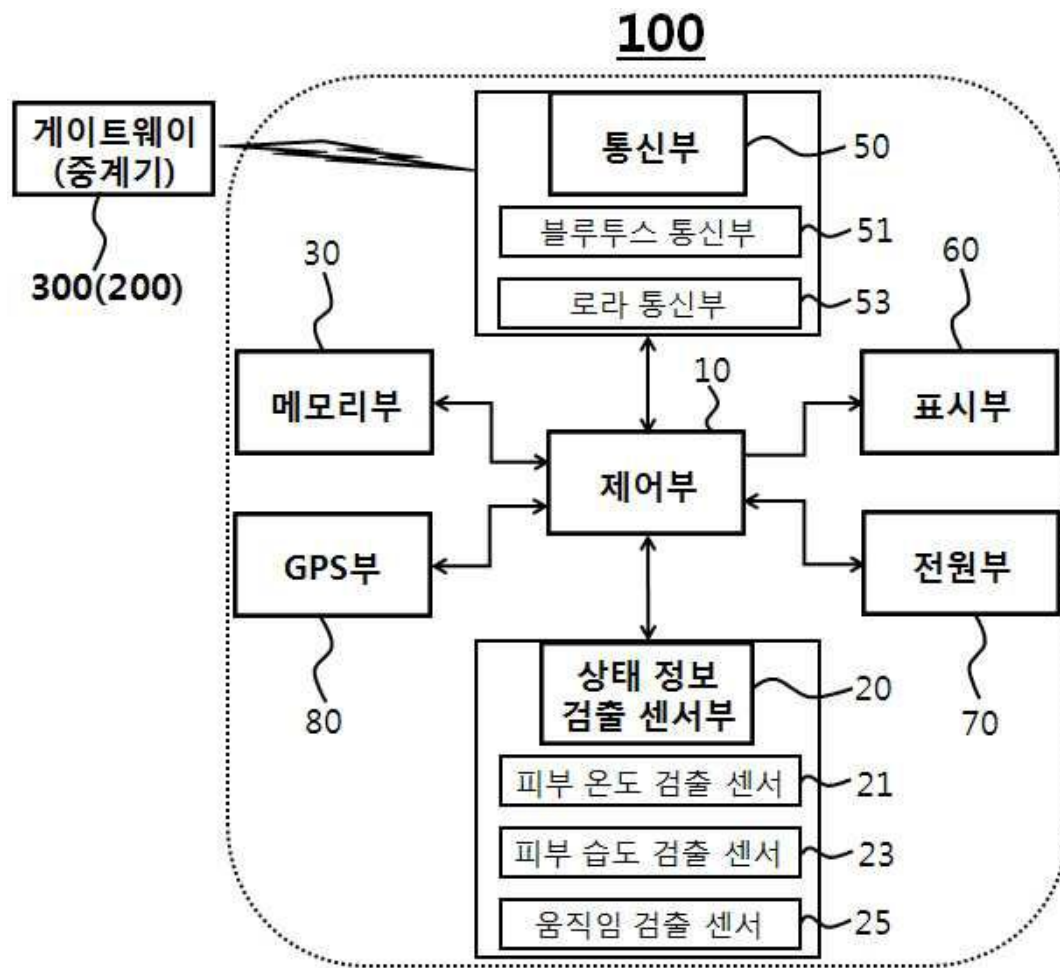 100
게이트웨이
(중계기)
300(200)
통신부
50
블루투스 통신부
51
로라 통신부
53
30
메모리부
60
표시부
10
제어부
GPS부
80
전원부
70
상태 정보
검출 센서부
20
피부 온도 검출 센서
21
피부 습도 검출 센서
23
움직임 검출 센서
25